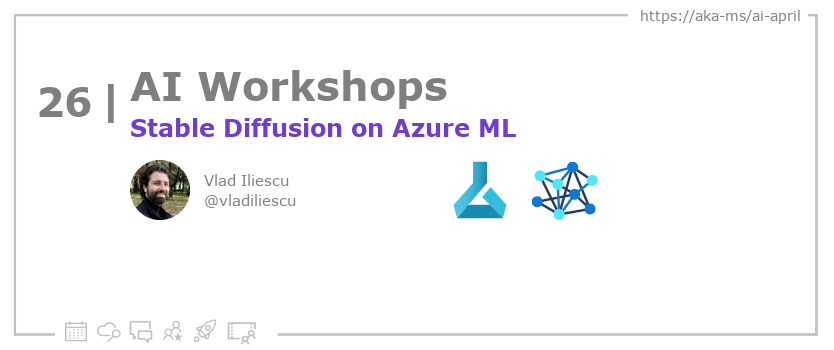 https://aka-ms/ai-april
26 |
AI Workshops
Stable Diffusion on Azure ML
Vlad Iliescu
@vladiliescu